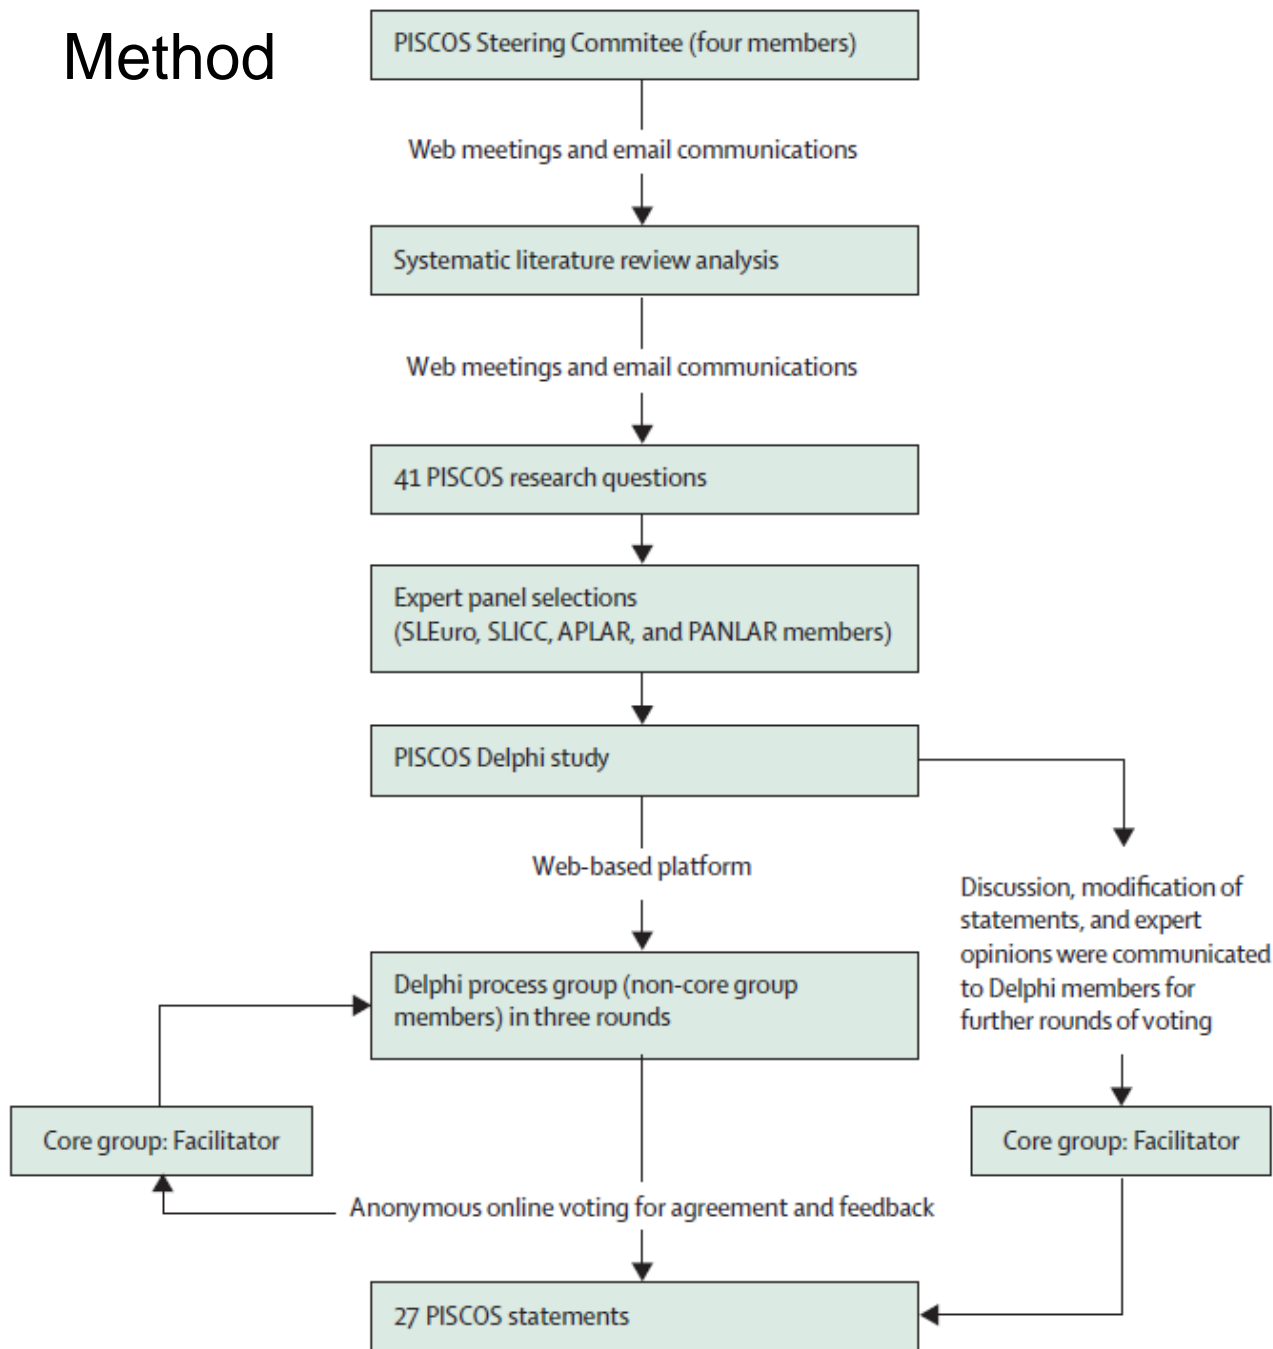 Method
PISCOS Steering Commitee (four members)
Web meetings and email communications
Systematic literature review analysis
Web meetings and email communications
41 PISCOS research questions
Expert panel selections
(SLEuro, SLICC, APLAR, and PANLAR members)
PISCOS Delphi study
Web-based platform
Discussion, modification of
statements, and expert
opinions were communicated
to Delphi members for
further rounds of voting
Delphi process group (non-core group
members) in three rounds
Core group: Facilitator
Core group: Facilitator
Anonymous online voting for agreement and feedback
27 PISCOS statements